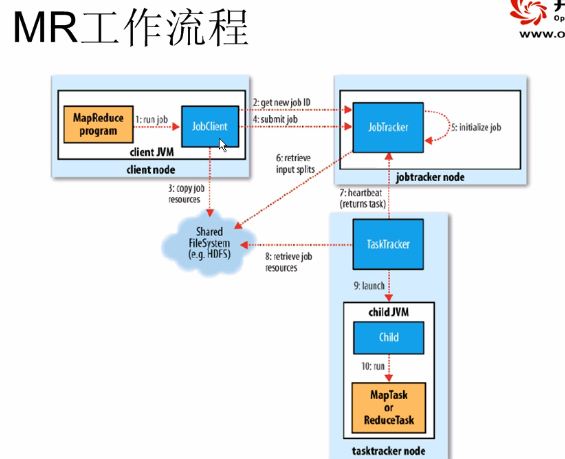 MR工作流程
Op
www.o
MapReduce
program
1: run job
JobClient
client JVM
client node
2: get new job ID
4: submit job
JobTracker
5: initialize job
jobtracker node
3: copy job
resources
6: retrieve
input splits
7: heartbeat
(returns task)
Shared
FileSystem
(e.g. HDFS)
8: retrieve job
resources
TaskTracker
9: launch
child JVM
Child
10: run
MapTask
or
ReduceTask
tasktracker node